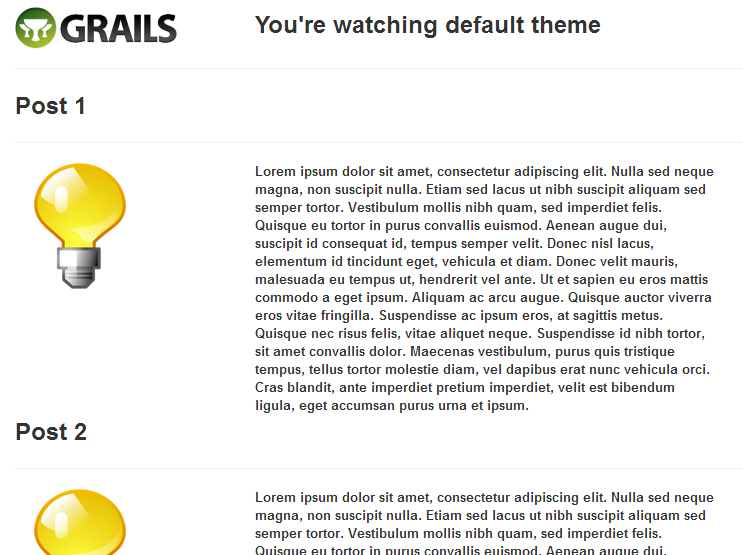 GRAILS
You're watching default theme
Post 1
Lorem ipsum dolor sit amet, consectetur adipiscing elit. Nulla sed neque
magna, non suscipit nulla. Etiam sed lacus ut nibh suscipit aliquam sed
semper tortor. Vestibulum mollis nibh quam, sed imperdiet felis.
Quisque eu tortor in purus convallis euismod. Aenean augue dui,
suscipit id consequat id, tempus semper velit. Donec nisl lacus,
elementum id tincidunt eget, vehicula et diam. Donec velit mauris,
malesuada eu tempus ut, hendrerit vel ante. Ut et sapien eu eros mattis
commodo a eget ipsum. Aliquam ac arcu augue. Quisque auctor viverra
eros vitae fringilla. Suspendisse ac ipsum eros, at sagittis metus.
Quisque nec risus felis, vitae aliquet neque. Suspendisse id nibh tortor,
sit amet convallis dolor. Maecenas vestibulum, purus quis tristique
tempus, tellus tortor molestie diam, vel dapibus erat nunc vehicula orci.
Cras blandit, ante imperdiet pretium imperdiet, velit est bibendum
ligula, eget accumsan purus urna et ipsum.
Post 2
Lorem ipsum dolor sit amet, consectetur adipiscing elit. Nulla sed neque
magna, non suscipit nulla. Etiam sed lacus ut nibh suscipit aliquam sed
semper tortor. Vestibulum mollis nibh quam, sed imperdiet felis.
Quisque eu tortor in purus convallis euismod. Aenean augue dui,